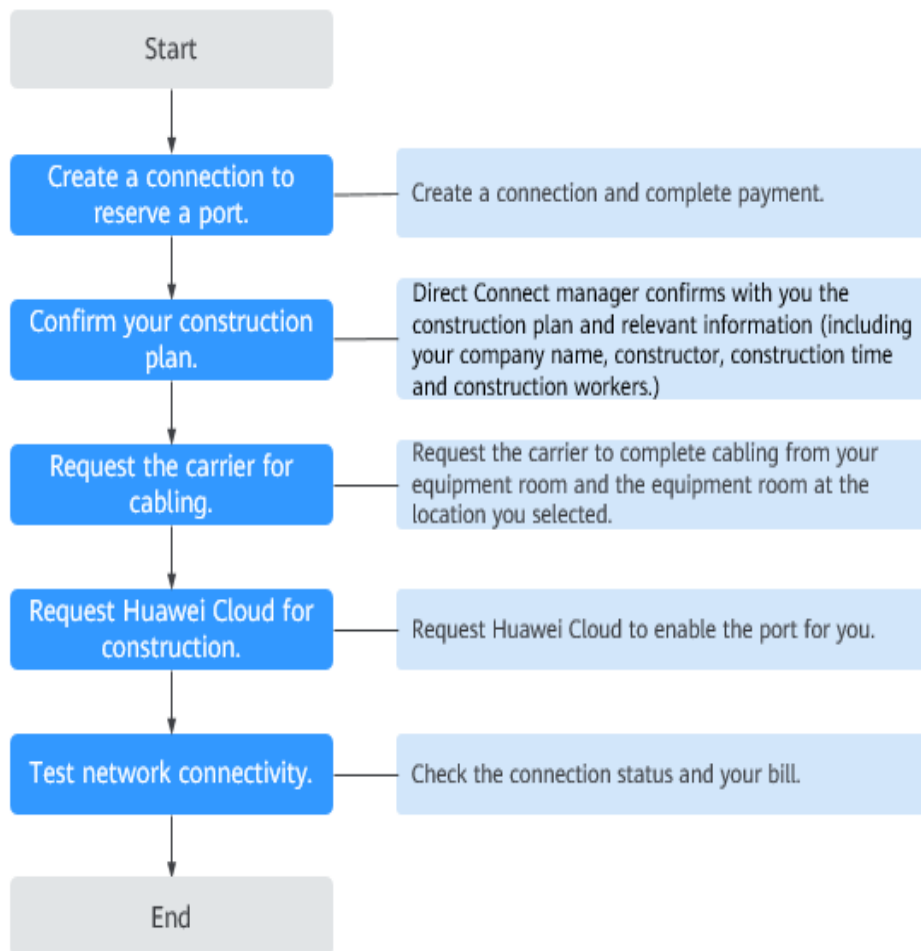 Start
Create a connection to
reserve a port.
Create a connection and complete payment.
Confirm your construction
plan.
Direct Connect manager confirms with you the
construction plan and relevant information (including
your company name, constructor, construction time
and construction workers.)
Request the carrier for
cabling.
Request the carrier to complete cabling from your
equipment room and the equipment room at the
location you selected.
Request Huawei Cloud for
construction.
Request Huawei Cloud to enable the port for you.
Test network connectivity.
Check the connection status and your bill.
End